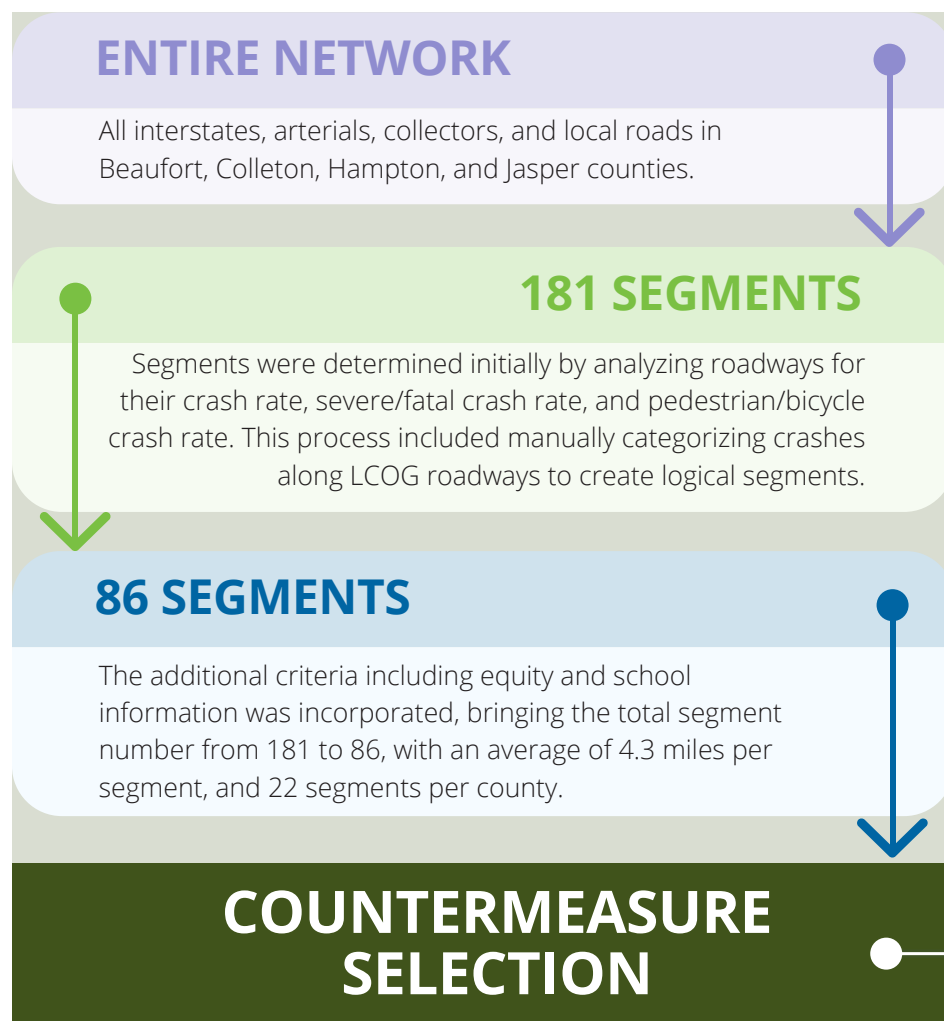 ENTIRE NETWORK
All interstates, arterials, collectors, and local roads in
Beaufort, Colleton, Hampton, and Jasper counties.
181 SEGMENTS
Segments were determined initially by analyzing roadways for
their crash rate, severe/fatal crash rate, and pedestrian/bicycle
crash rate. This process included manually categorizing crashes
along LCOG roadways to create logical segments.
86 SEGMENTS
The additional criteria including equity and school
information was incorporated, bringing the total segment
number from 181 to 86, with an average of 4.3 miles per
segment, and 22 segments per county.
COUNTERMEASURE
SELECTION